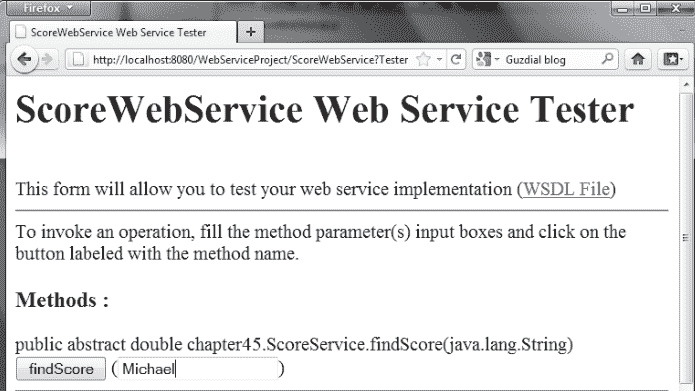 Firefox
ScoreWebService Web Service Tester
http://localhost:8080/WebServiceProject/ScoreWebService?Tester
Guzdial blog
ScoreWebService Web Service Tester
This form will allow you to test your web service implementation (WSDL File)
To invoke an operation, fill the method parameter(s) input boxes and click on the
button labeled with the method name.
Methods :
public abstract double chapter45.ScoreService.findScore(java.lang.String)
findScore (Michael)